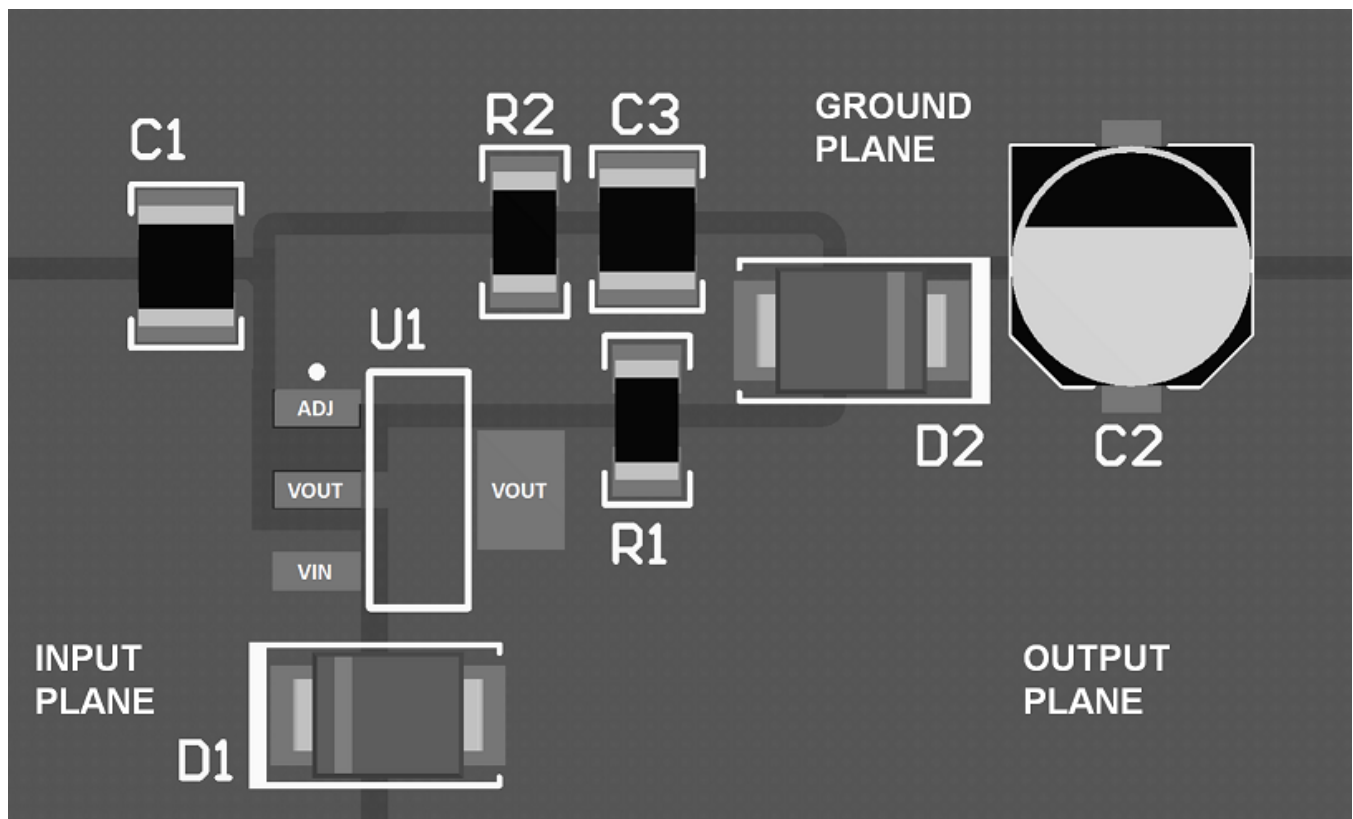 R2
C3
GROUND
PLANE
C1
U1
ADJ
VOUT
VOUT
VIN
R1
D2
C2
INPUT
PLANE
OUTPUT
PLANE
D1